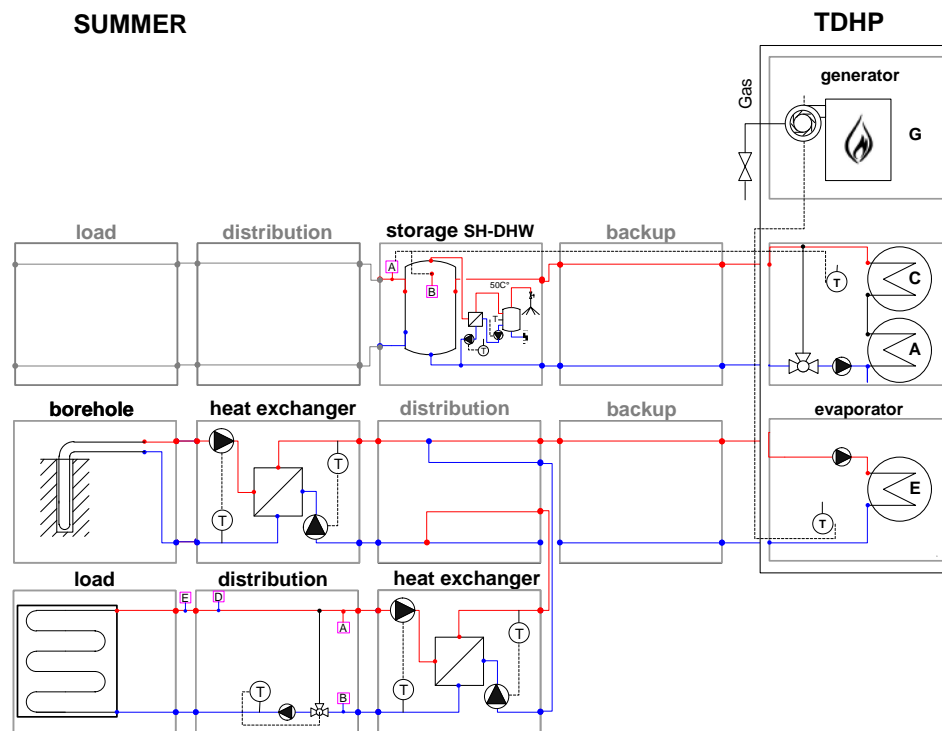 SUMMER
TDHP
generator
Gas
G
load
distribution
storage SH-DHW
backup
A
B
50C°
T
T
T
C
A
borehole
heat exchanger
distribution
backup
evaporator
T
T
E
T
load
distribution
heat exchanger
E
D
A
T
T
B
T